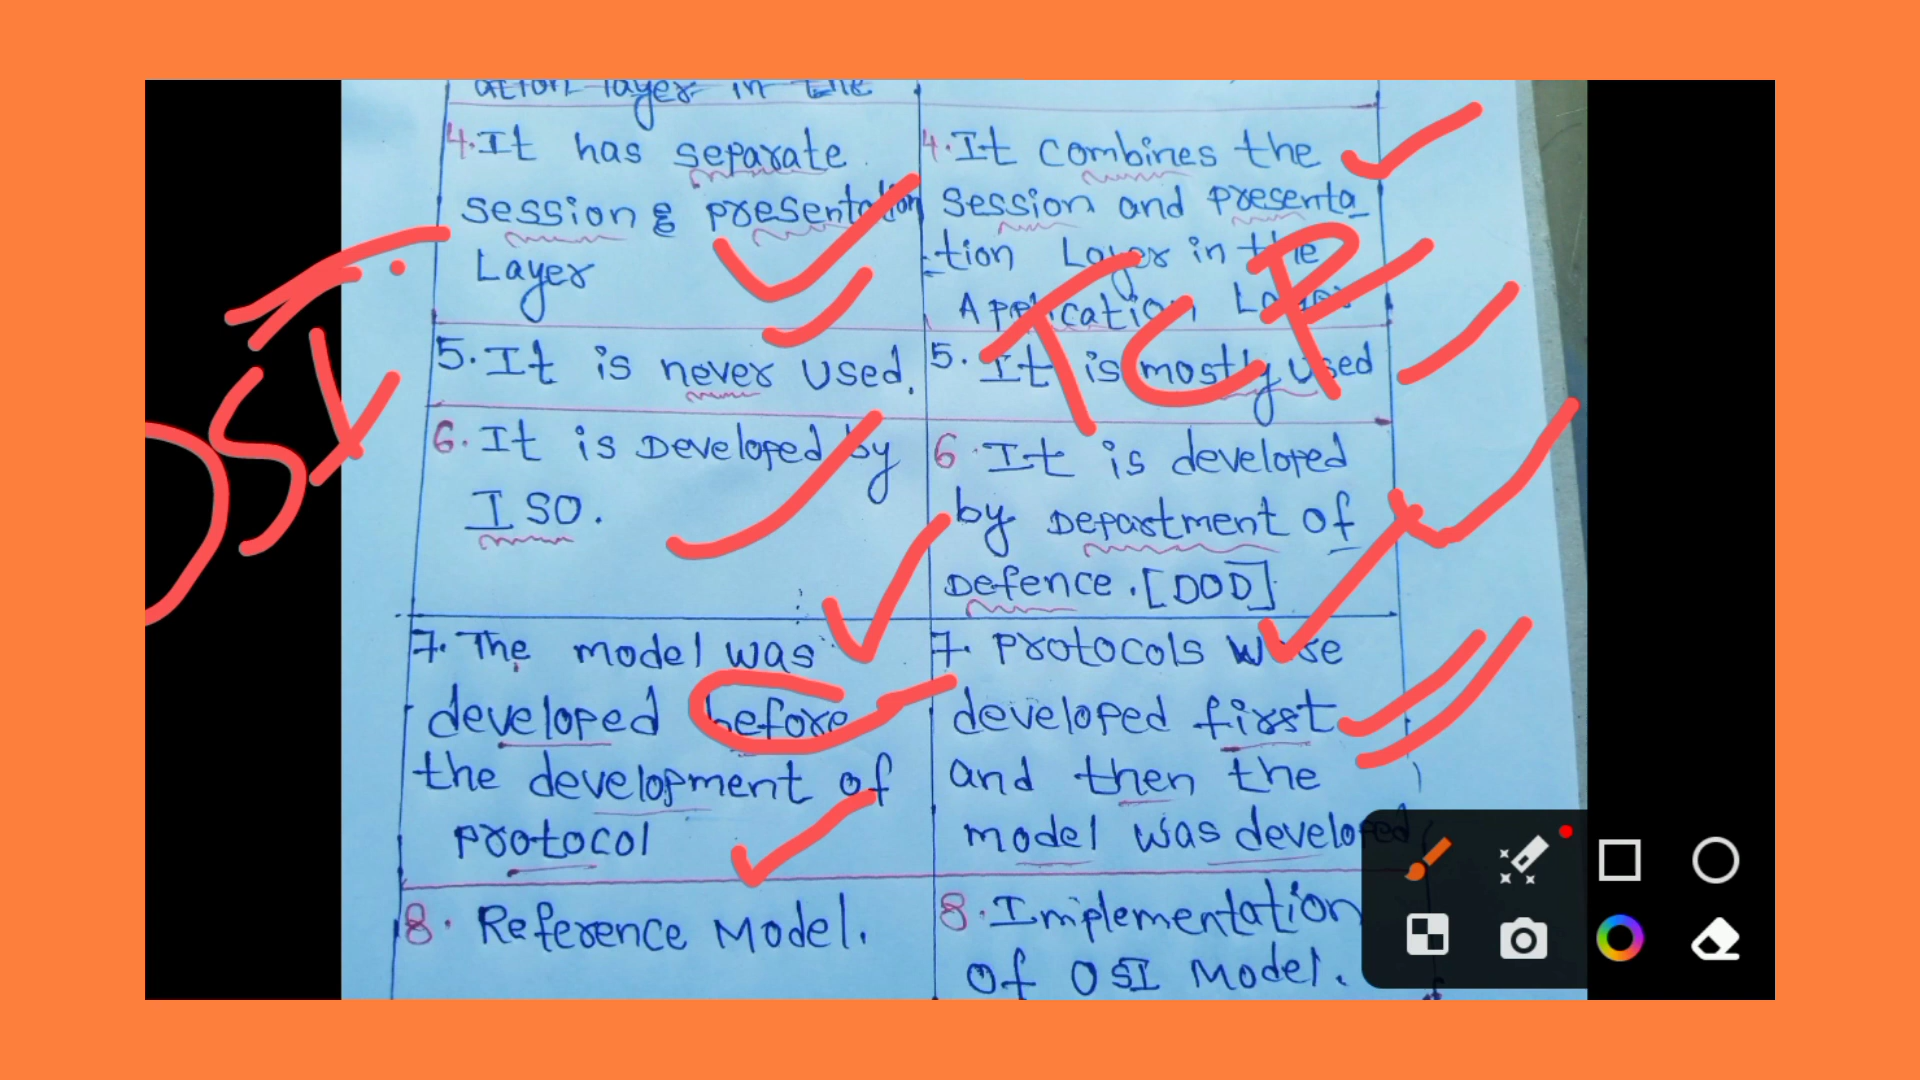 ation layer in the
4. It has separate
session & presentation
Layer
5. It is never used.
6. It is Developed by
ISO.
7. The model was
developed before
the development of
protocol
8. Reference Model.
4. It combines the
session and presenta
-tion Layer in the
Application Layer
5. It is mostly used
6. It is developed
by Department of
Defence. [DOD]
7. Protocols were
developed first
and then the
model was developed
8. Implementation
of OSI Model.
OSI
TCP